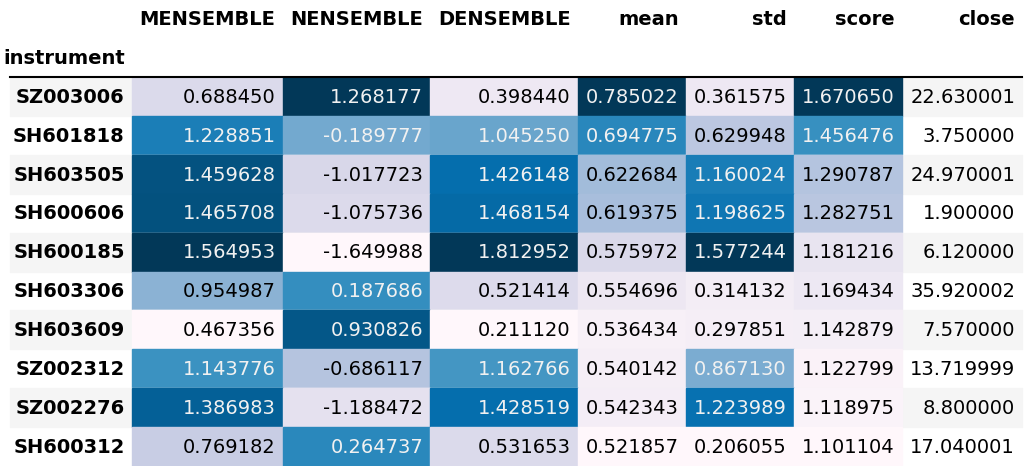 MENSEMBLE NENSEMBLE DENSEMBLE mean std score close
instrument
SZ003006 0.688450 1.268177 0.398440 0.785022 0.361575 1.670650 22.630001
SH601818 1.228851 -0.189777 1.045250 0.694775 0.629948 1.456476 3.750000
SH603505 1.459628 -1.017723 1.426148 0.622684 1.160024 1.290787 24.970001
SH600606 1.465708 -1.075736 1.468154 0.619375 1.198625 1.282751 1.900000
SH600185 1.564953 -1.649988 1.812952 0.575972 1.577244 1.181216 6.120000
SH603306 0.954987 0.187686 0.521414 0.554696 0.314132 1.169434 35.920002
SH603609 0.467356 0.930826 0.211120 0.536434 0.297851 1.142879 7.570000
SZ002312 1.143776 -0.686117 1.162766 0.540142 0.867130 1.122799 13.719999
SZ002276 1.386983 -1.188472 1.428519 0.542343 1.223989 1.118975 8.800000
SH600312 0.769182 0.264737 0.531653 0.521857 0.206055 1.101104 17.040001